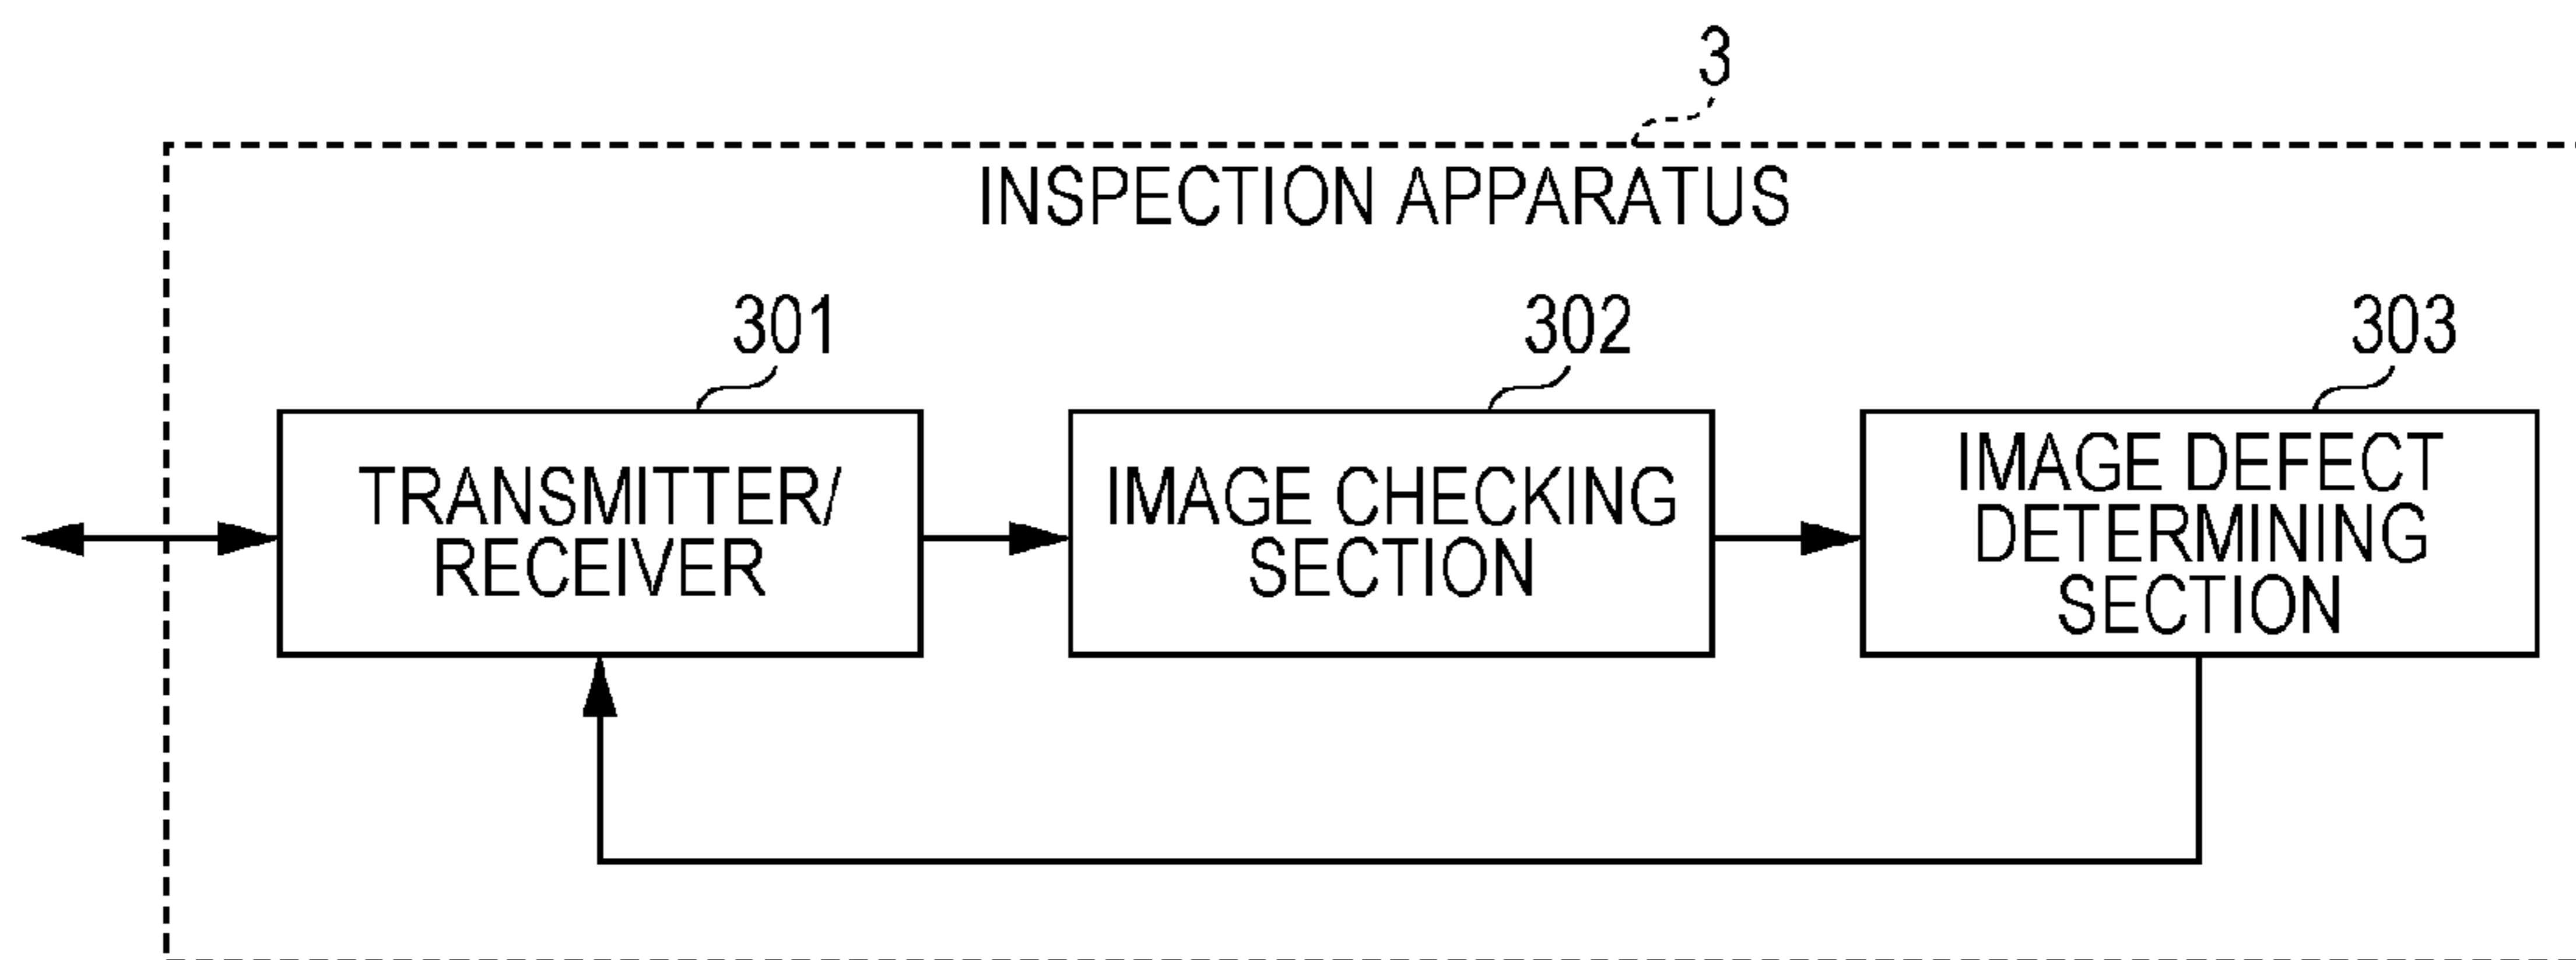 3
INSPECTION APPARATUS
301
302
303
TRANSMITTER/
RECEIVER
IMAGE CHECKING
SECTION
IMAGE DEFECT
DETERMINING
SECTION